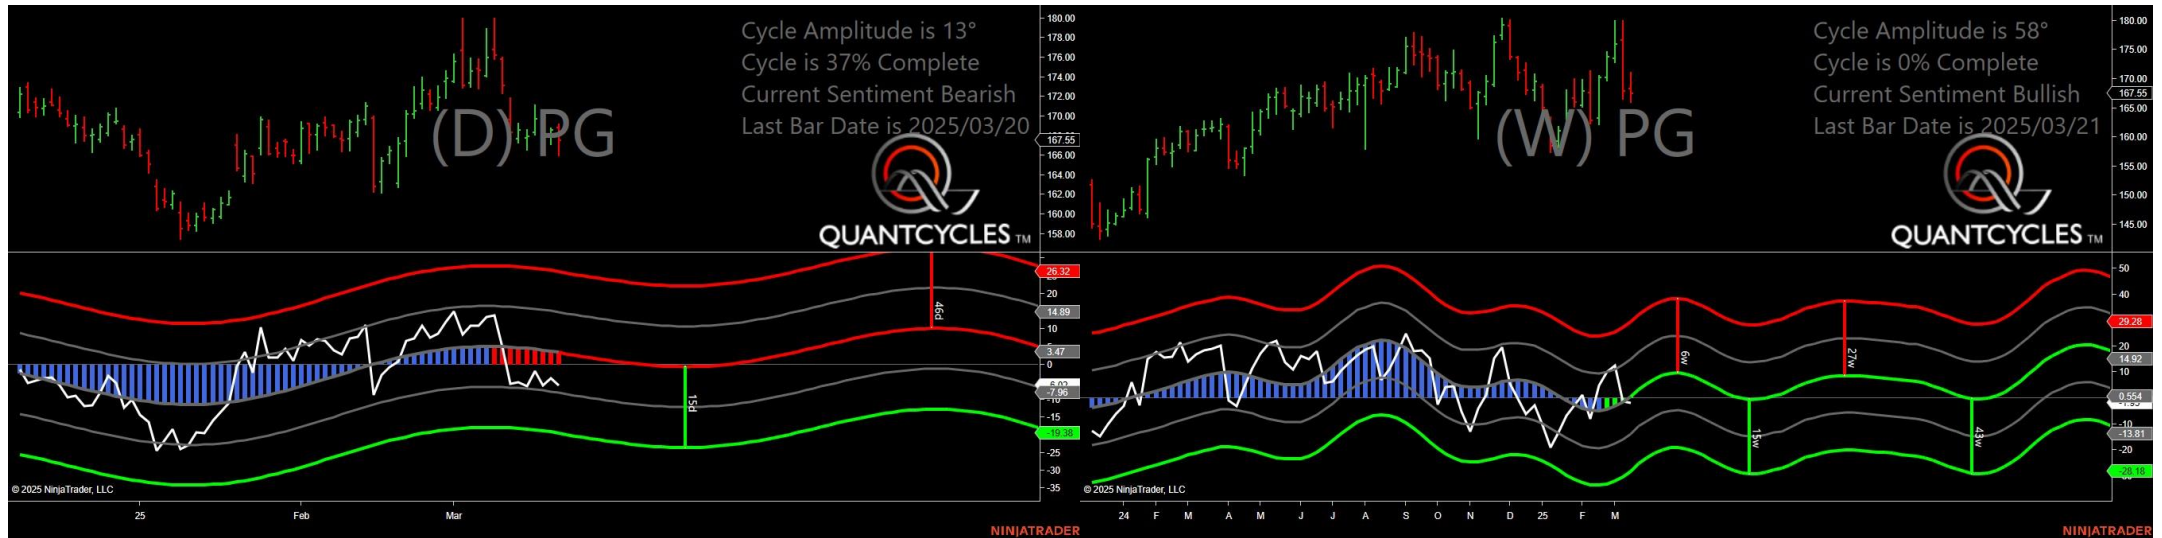 Cycle Amplitude is 13°
Cycle is 37% Complete
Current Sentiment Bearish
Last Bar Date is 2025/03/20
(D) PG
QUANTCYCLES TM
180.00
178.00
176.00
174.00
172.00
170.00
167.55
166.00
164.00
162.00
160.00
158.00
26.32
20
14.89
10
3.47
0
-6.02
-7.96
-10
-15
-19.38
-25
-30
-35
46d
15d
© 2025 NinjaTrader, LLC
25 Feb Mar
NINJATRADER
Cycle Amplitude is 58°
Cycle is 0% Complete
Current Sentiment Bullish
Last Bar Date is 2025/03/21
(W) PG
QUANTCYCLES TM
180.00
175.00
170.00
167.55
165.00
160.00
155.00
150.00
145.00
50
40
29.28
20
14.92
10
0.554
-10
-13.81
-20
-28.18
6w
27w
15w
43w
© 2025 NinjaTrader, LLC
24 F M A M J J A S O N D 25 F M
NINJATRADER